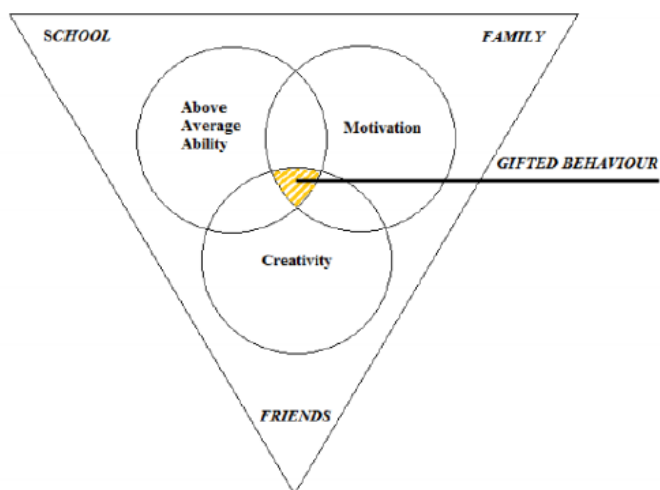 SCHOOL
FAMILY
Above
Average
Ability
Motivation
GIFTED BEHAVIOUR
Creativity
FRIENDS